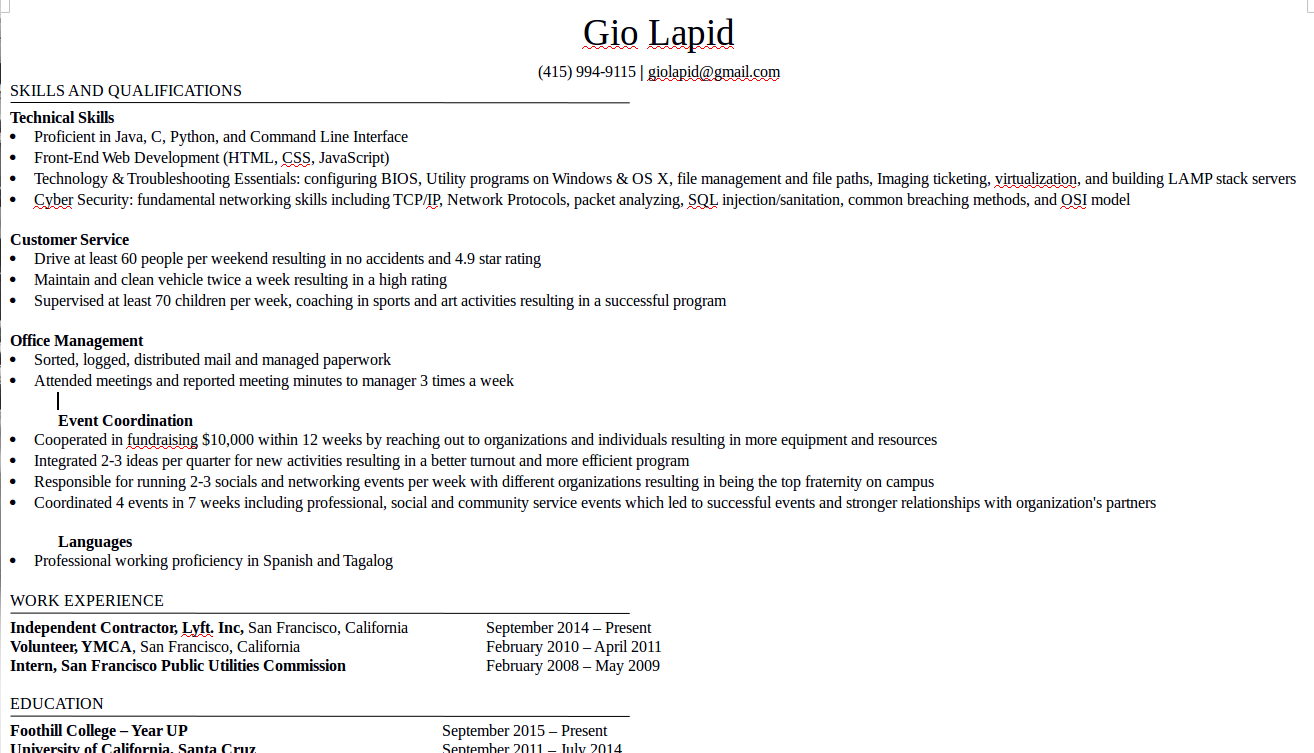 Gio Lapid
(415) 994-9115 | giolapid@gmail.com
SKILLS AND QUALIFICATIONS
Technical Skills
• Proficient in Java, C, Python, and Command Line Interface
• Front-End Web Development (HTML, CSS, JavaScript)
• Technology & Troubleshooting Essentials: configuring BIOS, Utility programs on Windows & OS X, file management and file paths, Imaging ticketing, virtualization, and building LAMP stack servers
• Cyber Security: fundamental networking skills including TCP/IP, Network Protocols, packet analyzing, SQL injection/sanitation, common breaching methods, and OSI model
Customer Service
• Drive at least 60 people per weekend resulting in no accidents and 4.9 star rating
• Maintain and clean vehicle twice a week resulting in a high rating
• Supervised at least 70 children per week, coaching in sports and art activities resulting in a successful program
Office Management
• Sorted, logged, distributed mail and managed paperwork
• Attended meetings and reported meeting minutes to manager 3 times a week
Event Coordination
• Cooperated in fundraising $10,000 within 12 weeks by reaching out to organizations and individuals resulting in more equipment and resources
• Integrated 2-3 ideas per quarter for new activities resulting in a better turnout and more efficient program
• Responsible for running 2-3 socials and networking events per week with different organizations resulting in being the top fraternity on campus
• Coordinated 4 events in 7 weeks including professional, social and community service events which led to successful events and stronger relationships with organization's partners
Languages
• Professional working proficiency in Spanish and Tagalog
WORK EXPERIENCE
Independent Contractor, Lyft. Inc, San Francisco, California September 2014 – Present
Volunteer, YMCA, San Francisco, California February 2010 – April 2011
Intern, San Francisco Public Utilities Commission February 2008 – May 2009
EDUCATION
Foothill College – Year UP September 2015 – Present
University of California, Santa Cruz September 2011 – July 2014